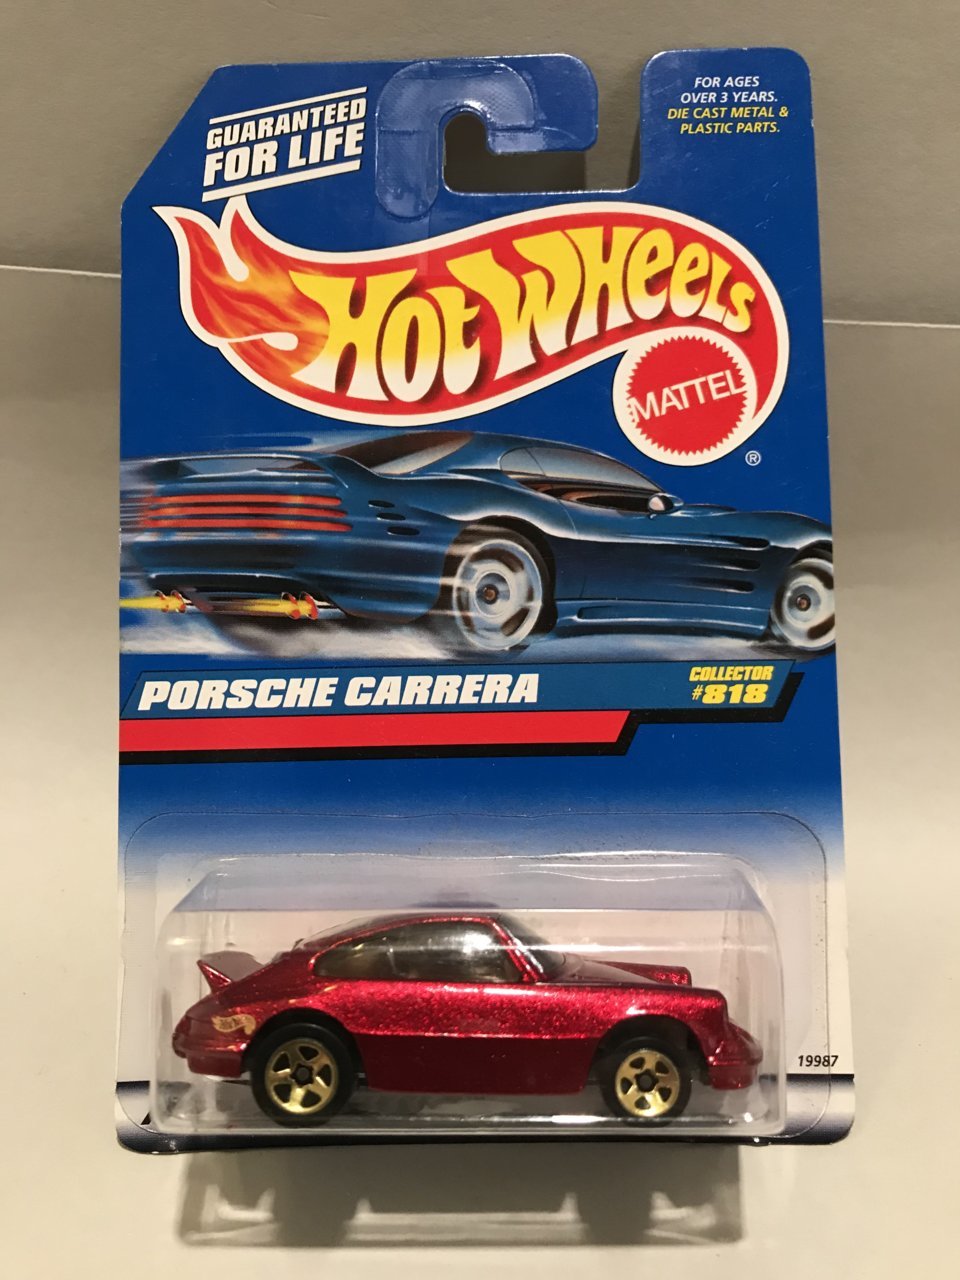 GUARANTEED
FOR LIFE
FOR AGES
OVER 3 YEARS.
DIE CAST METAL &
PLASTIC PARTS.
HOT WHEELS
MATTEL
®
PORSCHE CARRERA
COLLECTOR
#818
19987